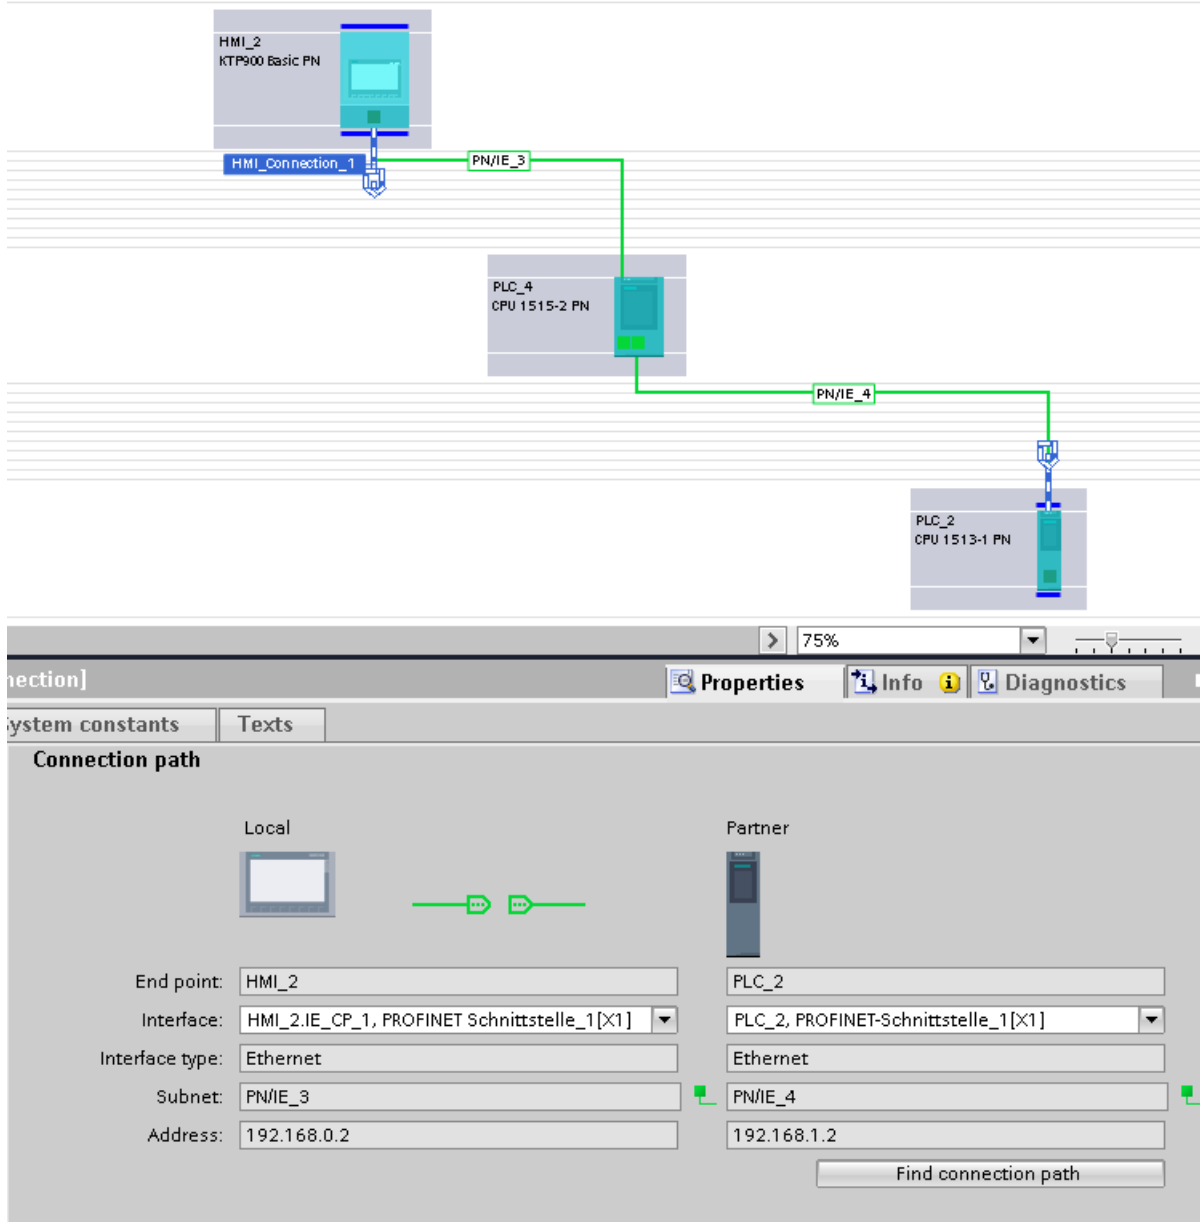 HMI_2
KTP900 Basic PN
HMI_Connection_1
PN/IE_3
PLC_4
CPU 1515-2 PN
PN/IE_4
PLC_2
CPU 1513-1 PN
75%
nection]
Properties
Info
Diagnostics
System constants
Texts
Connection path
Local
Partner
End point:
HMI_2
PLC_2
Interface:
HMI_2.IE_CP_1, PROFINET Schnittstelle_1[X1]
PLC_2, PROFINET-Schnittstelle_1[X1]
Interface type:
Ethernet
Ethernet
Subnet:
PN/IE_3
PN/IE_4
Address:
192.168.0.2
192.168.1.2
Find connection path